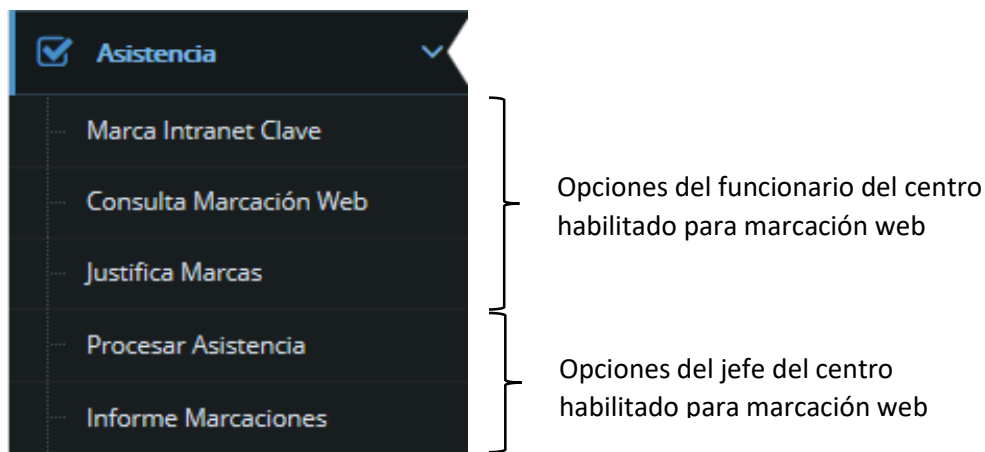 Asistencia
Marca Intranet Clave
Consulta Marcación Web
Justifica Marcas
Procesar Asistencia
Informe Marcaciones
Opciones del funcionario del centro
habilitado para marcación web
Opciones del jefe del centro
habilitado para marcación web